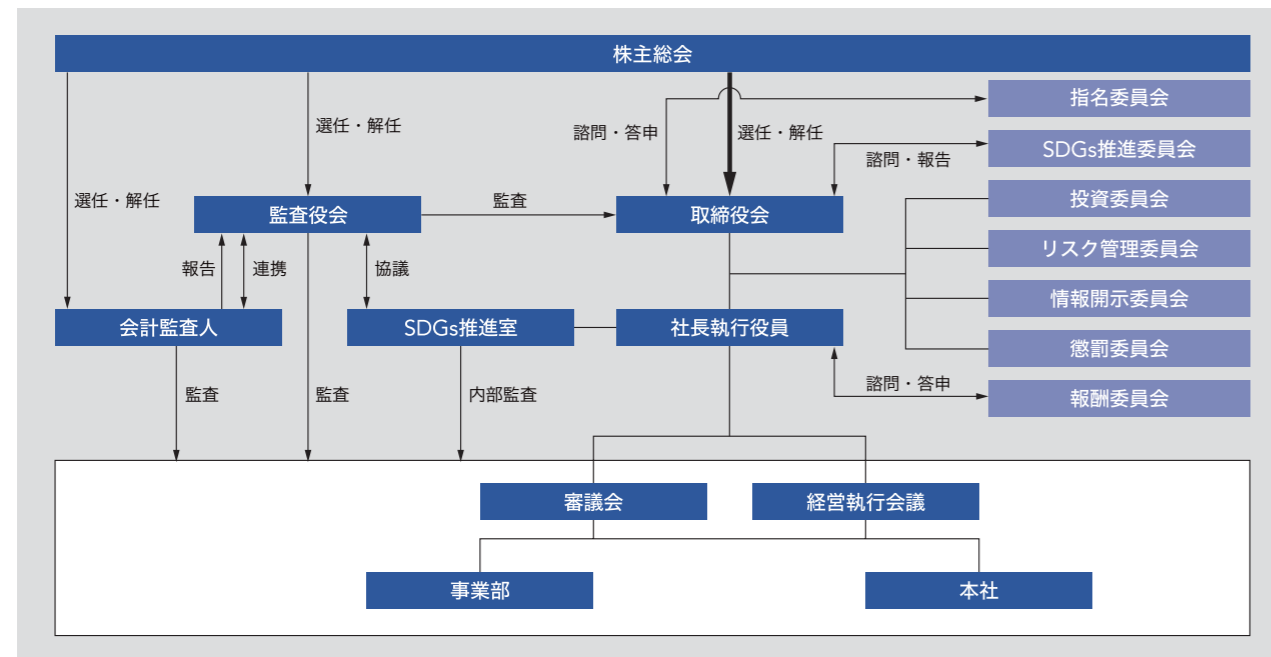 株主総会
指名委員会
選任・解任
諮問・答申
選任・解任
SDGs推進委員会
諮問・報告
選任・解任
監査役会
監査
取締役会
投資委員会
リスク管理委員会
報告
連携
協議
情報開示委員会
会計監査人
SDGs推進室
社長執行役員
懲罰委員会
諮問・答申
監査
監査
内部監査
報酬委員会
審議会
経営執行会議
事業部
本社